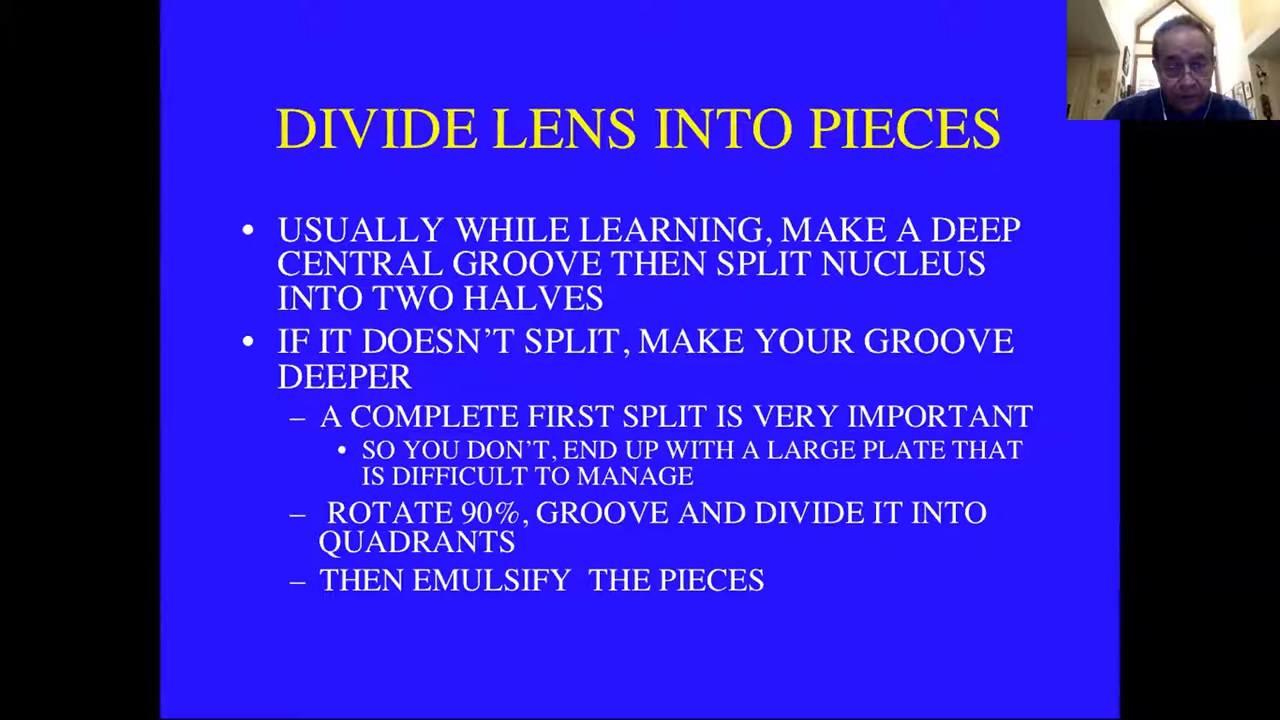 DIVIDE LENS INTO PIECES
• USUALLY WHILE LEARNING, MAKE A DEEP
CENTRAL GROOVE THEN SPLIT NUCLEUS
INTO TWO HALVES
• IF IT DOESN'T SPLIT, MAKE YOUR GROOVE
DEEPER
– A COMPLETE FIRST SPLIT IS VERY IMPORTANT
• SO YOU DON'T, END UP WITH A LARGE PLATE THAT
IS DIFFICULT TO MANAGE
– ROTATE 90%, GROOVE AND DIVIDE IT INTO
QUADRANTS
– THEN EMULSIFY THE PIECES